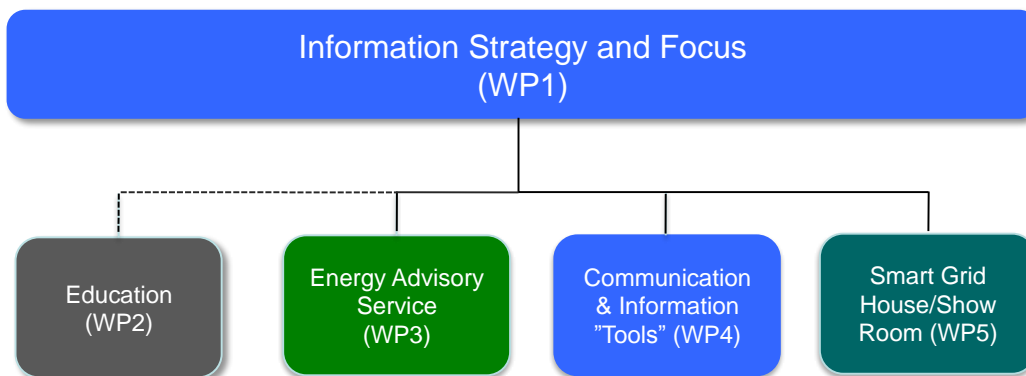 Information Strategy and Focus
(WP1)
Education
(WP2)
Energy Advisory
Service
(WP3)
Communication
& Information
”Tools” (WP4)
Smart Grid
House/Show
Room (WP5)